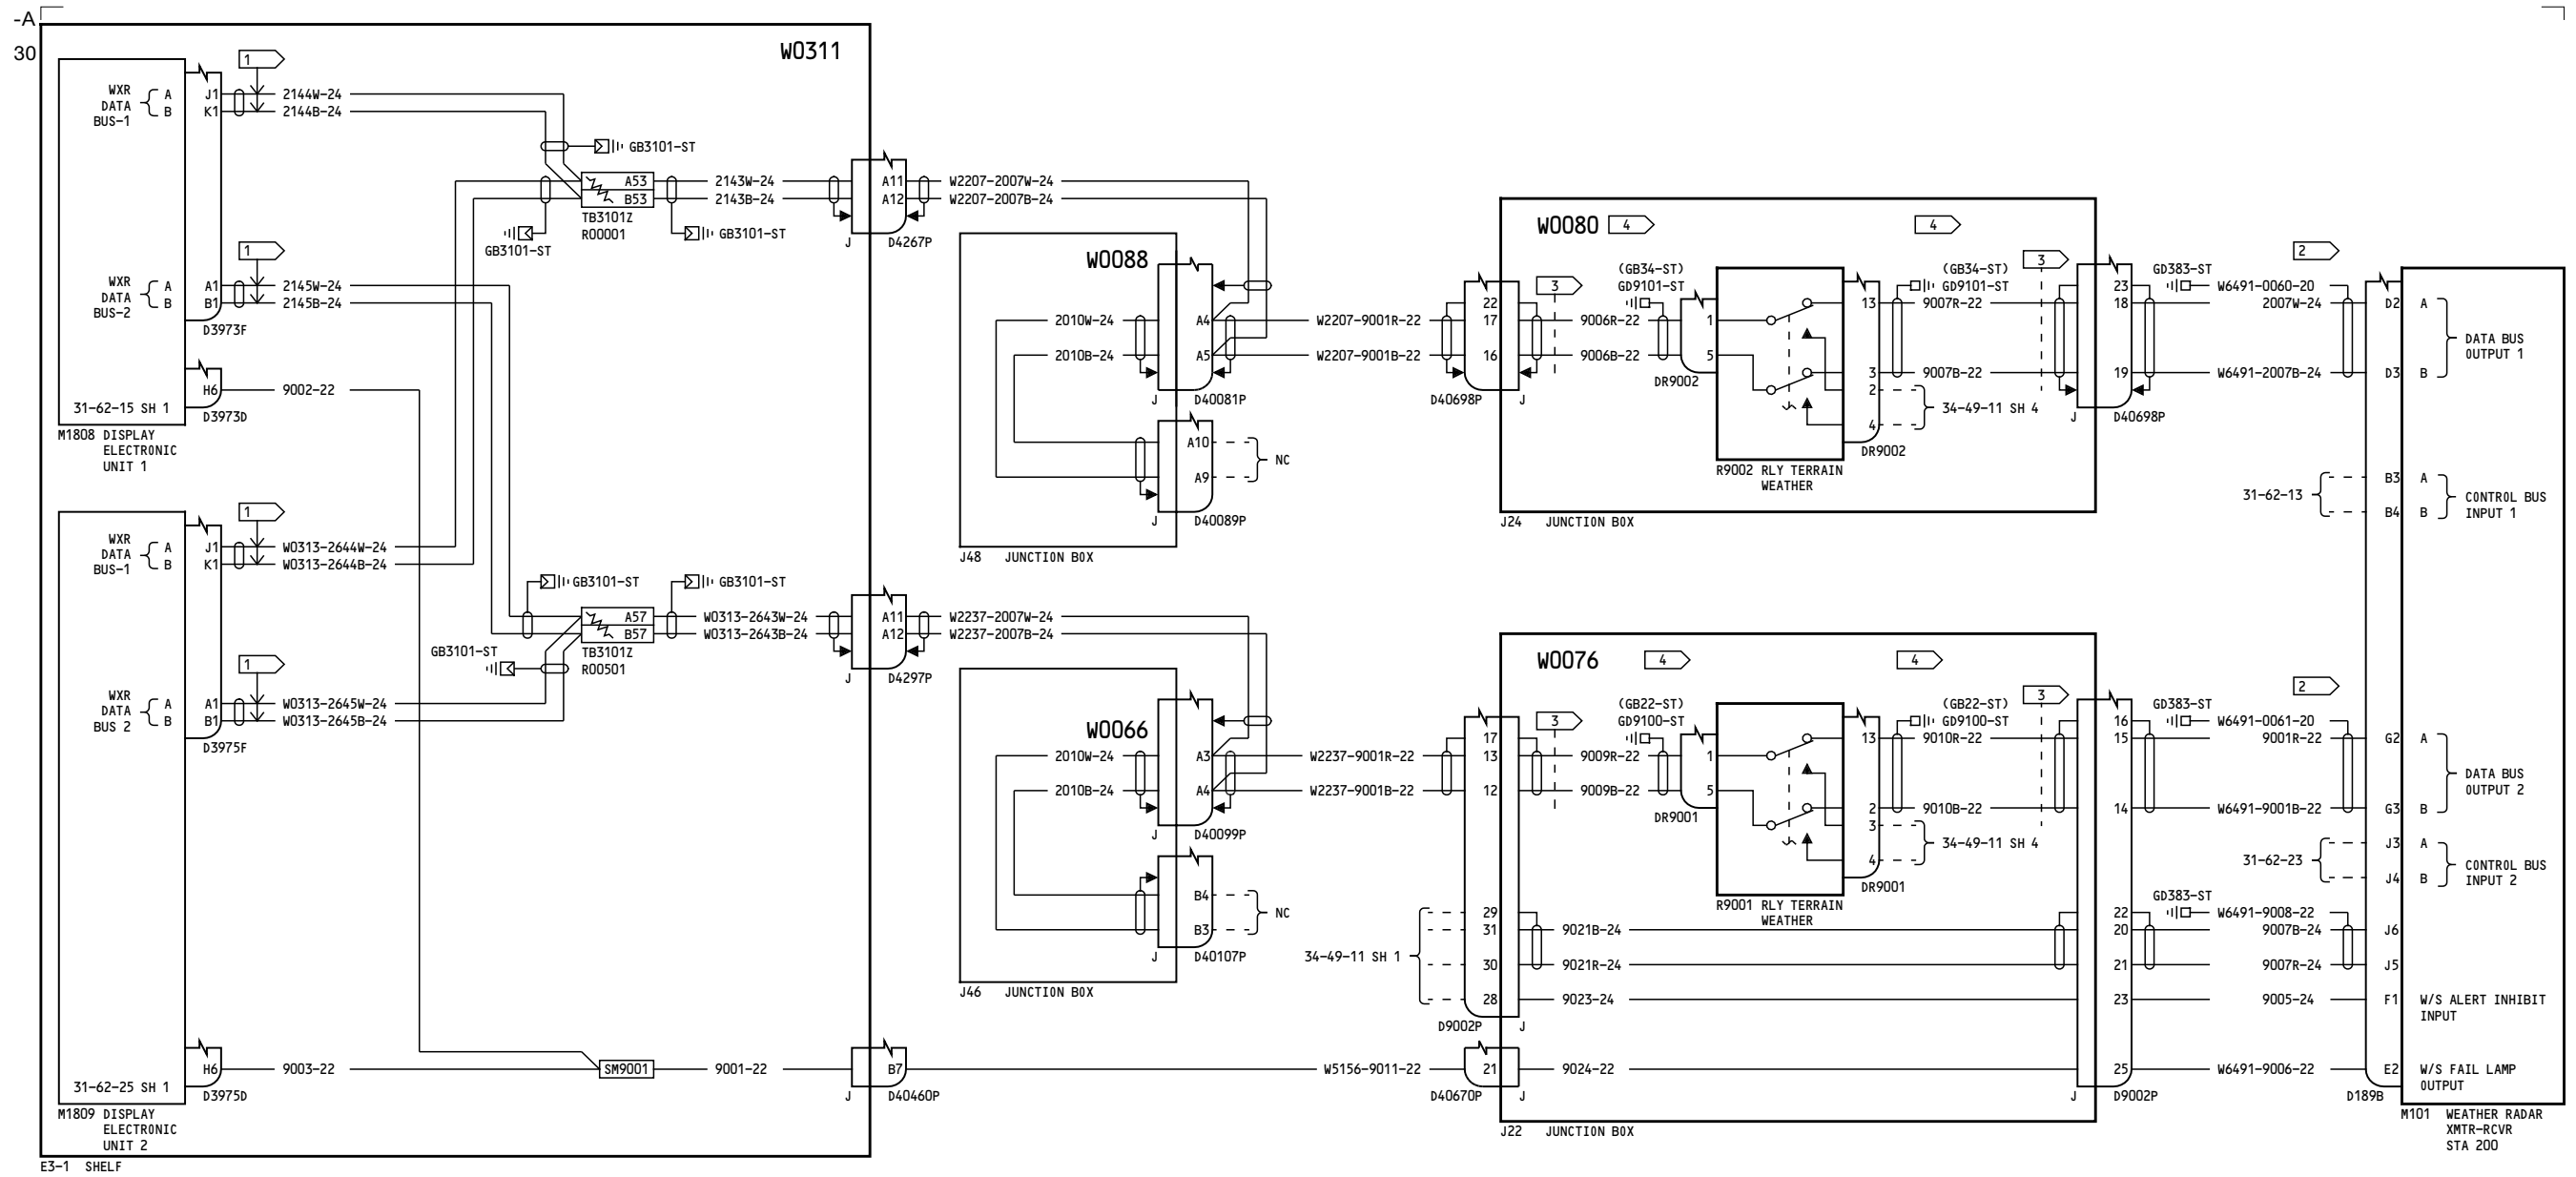 -A
30
W0311
WXR
DATA
BUS-1
A
B
J1
K1
1
2144W-24
2144B-24
GB3101-ST
A53
B53
TB3101Z
R00001
GB3101-ST
GB3101-ST
2143W-24
2143B-24
A11
A12
J
D4267P
W2207-2007W-24
W2207-2007B-24
WXR
DATA
BUS-2
A
B
A1
B1
1
2145W-24
2145B-24
D3973F
H6
9002-22
D3973D
31-62-15 SH 1
M1808 DISPLAY
ELECTRONIC
UNIT 1
WXR
DATA
BUS-1
A
B
J1
K1
1
W0313-2644W-24
W0313-2644B-24
GB3101-ST
GB3101-ST
A57
B57
TB3101Z
R00501
GB3101-ST
W0313-2643W-24
W0313-2643B-24
A11
A12
J
D4297P
W2237-2007W-24
W2237-2007B-24
WXR
DATA
BUS 2
A
B
A1
B1
1
W0313-2645W-24
W0313-2645B-24
D3975F
H6
9003-22
D3975D
31-62-25 SH 1
M1809 DISPLAY
ELECTRONIC
UNIT 2
E3-1 SHELF
SM9001
9001-22
B7
J
D40460P
W5156-9011-22
W0088
2010W-24
2010B-24
A4
A5
J
D40081P
A10
A9
NC
J
D40089P
J48 JUNCTION BOX
W2207-9001R-22
W2207-9001B-22
W0066
2010W-24
2010B-24
A3
A4
J
D40099P
B4
B3
NC
J
D40107P
J46 JUNCTION BOX
W2237-9001R-22
W2237-9001B-22
W0080
4
4
22
17
16
D40698P
J
3
9006R-22
9006B-22
(GB34-ST)
GD9101-ST
1
5
DR9002
R9002 RLY TERRAIN
WEATHER
13
3
2
4
DR9002
(GB34-ST)
GD9101-ST
9007R-22
9007B-22
34-49-11 SH 4
3
23
18
19
J
D40698P
J24 JUNCTION BOX
GD383-ST
2
W6491-0060-20
2007W-24
W6491-2007B-24
D2
D3
A
B
DATA BUS
OUTPUT 1
31-62-13
B3
B4
A
B
CONTROL BUS
INPUT 1
W0076
4
4
17
13
12
3
9009R-22
9009B-22
(GB22-ST)
GD9100-ST
1
5
DR9001
R9001 RLY TERRAIN
WEATHER
13
2
3
4
DR9001
(GB22-ST)
GD9100-ST
9010R-22
9010B-22
34-49-11 SH 4
3
16
15
14
GD383-ST
2
W6491-0061-20
9001R-22
W6491-9001B-22
G2
G3
A
B
DATA BUS
OUTPUT 2
31-62-23
J3
J4
A
B
CONTROL BUS
INPUT 2
34-49-11 SH 1
29
31
30
28
D9002P
J
9021B-24
9021R-24
9023-24
22
20
21
23
GD383-ST
W6491-9008-22
9007B-24
9007R-24
9005-24
J6
J5
F1
W/S ALERT INHIBIT
INPUT
21
D40670P
J
9024-22
25
J
D9002P
W6491-9006-22
E2
W/S FAIL LAMP
OUTPUT
D189B
J22 JUNCTION BOX
M101 WEATHER RADAR
XMTR-RCVR
STA 200